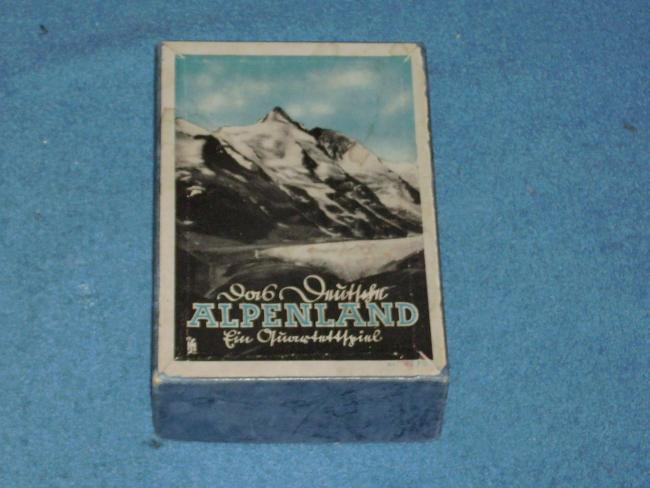 Das Deutsche
ALPENLAND
Ein Quartettspiel